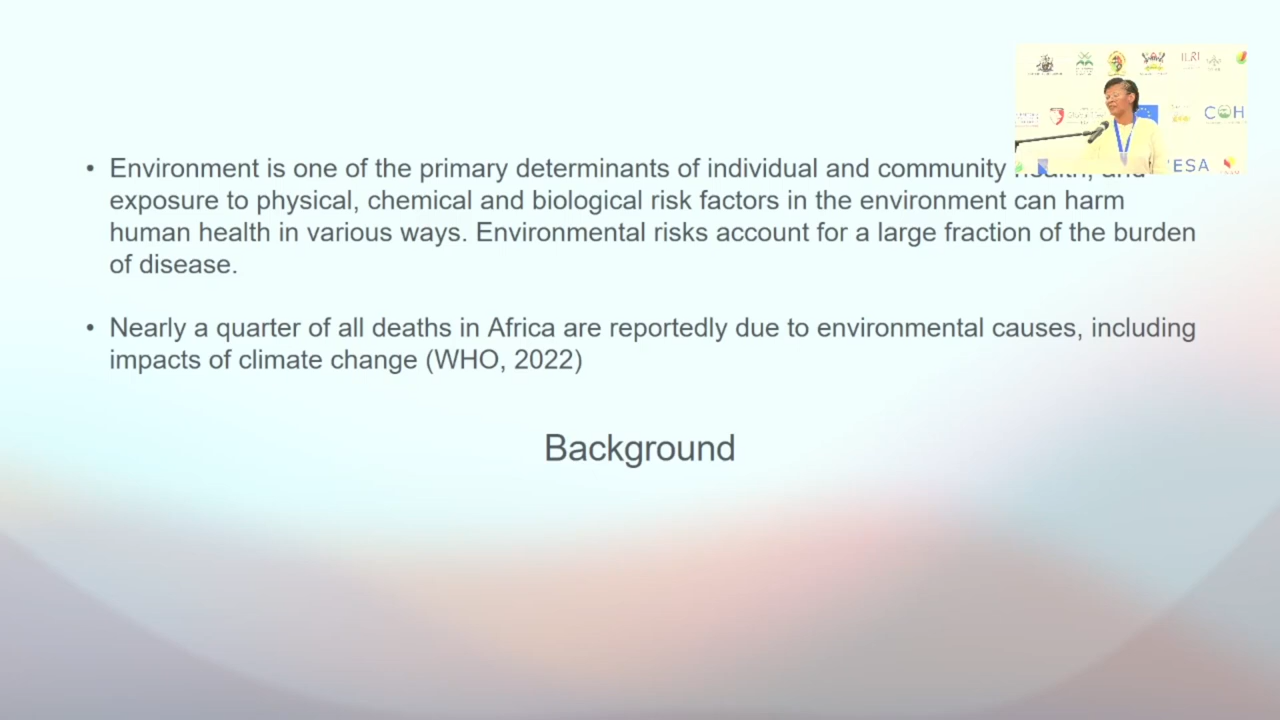 • Environment is one of the primary determinants of individual and community health, and
exposure to physical, chemical and biological risk factors in the environment can harm
human health in various ways. Environmental risks account for a large fraction of the burden
of disease.
• Nearly a quarter of all deaths in Africa are reportedly due to environmental causes, including
impacts of climate change (WHO, 2022)
Background
ILRI
COH
ESA